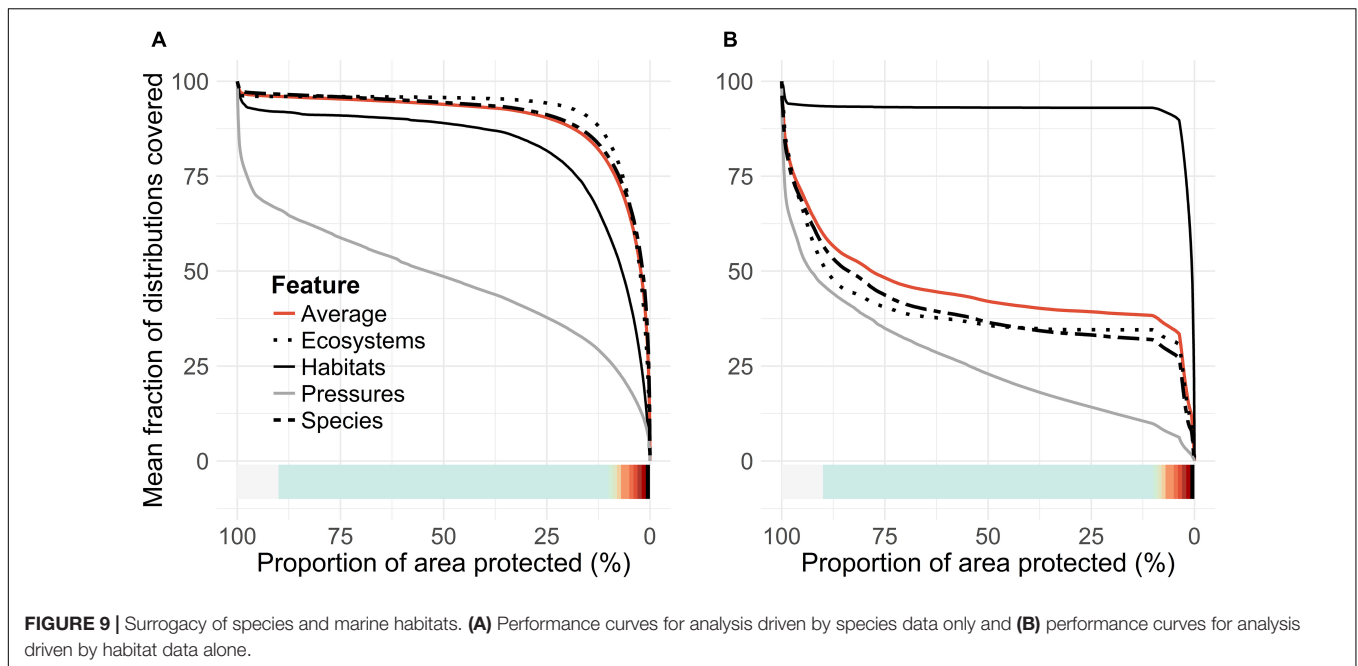 A
B
Mean fraction of distributions covered
100
75
50
25
0
Feature
Average
Ecosystems
Habitats
Pressures
Species
100 75 50 25 0
Proportion of area protected (%)
100
75
50
25
0
100 75 50 25 0
Proportion of area protected (%)
FIGURE 9 | Surrogacy of species and marine habitats. (A) Performance curves for analysis driven by species data only and (B) performance curves for analysis
driven by habitat data alone.